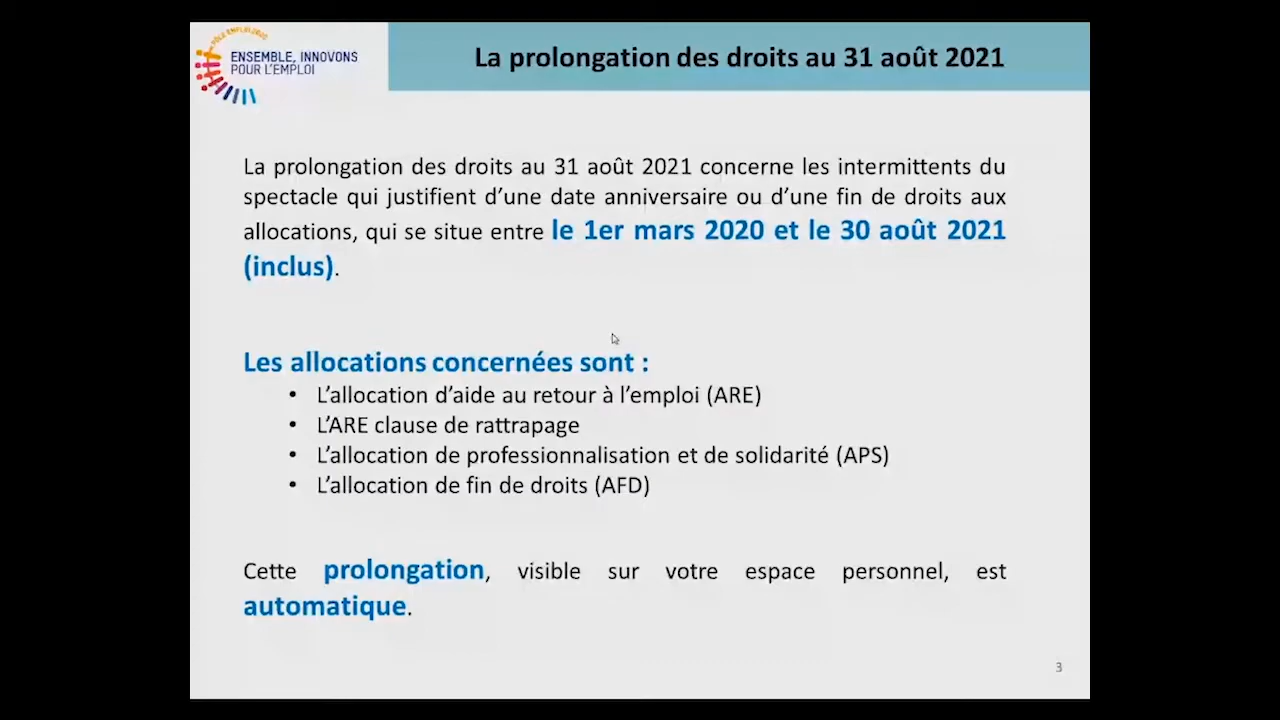 PÔLE EMPLOI 2020
ENSEMBLE, INNOVONS
POUR L'EMPLOI
La prolongation des droits au 31 août 2021
La prolongation des droits au 31 août 2021 concerne les intermittents du
spectacle qui justifient d'une date anniversaire ou d'une fin de droits aux
allocations, qui se situe entre le 1er mars 2020 et le 30 août 2021
(inclus).
Les allocations concernées sont :
• L'allocation d'aide au retour à l'emploi (ARE)
• L'ARE clause de rattrapage
• L'allocation de professionnalisation et de solidarité (APS)
• L'allocation de fin de droits (AFD)
Cette prolongation, visible sur votre espace personnel, est
automatique.
3